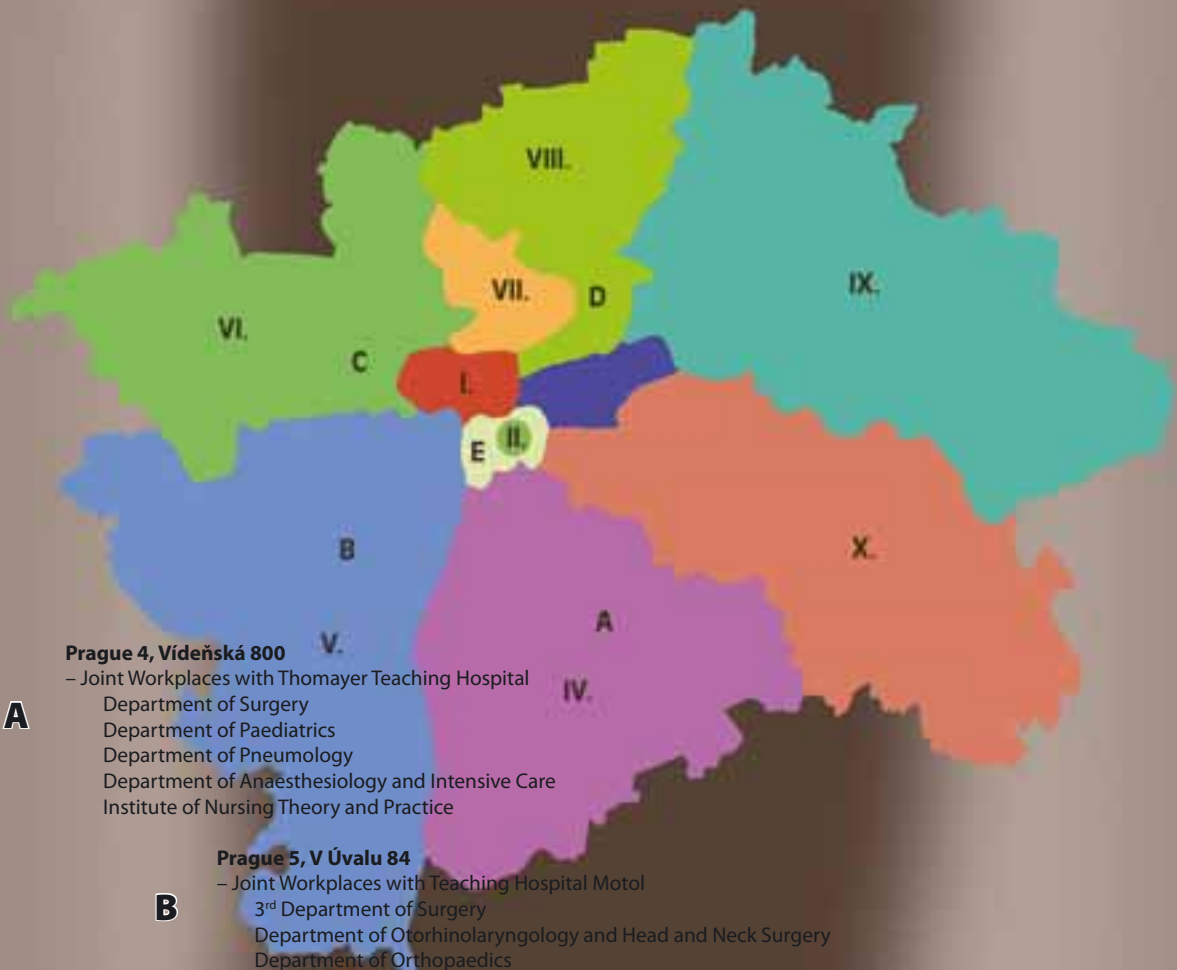 VIII.
VII.
D
IX.
VI.
C
I.
E
II.
B
X.
A
V.
IV.
Prague 4, Vídeňská 800
– Joint Workplaces with Thomayer Teaching Hospital
Department of Surgery
A
Department of Paediatrics
Department of Pneumology
Department of Anaesthesiology and Intensive Care
Institute of Nursing Theory and Practice
Prague 5, V Úvalu 84
– Joint Workplaces with Teaching Hospital Motol
B
3rd Department of Surgery
Department of Otorhinolaryngology and Head and Neck Surgery
Department of Orthopaedics